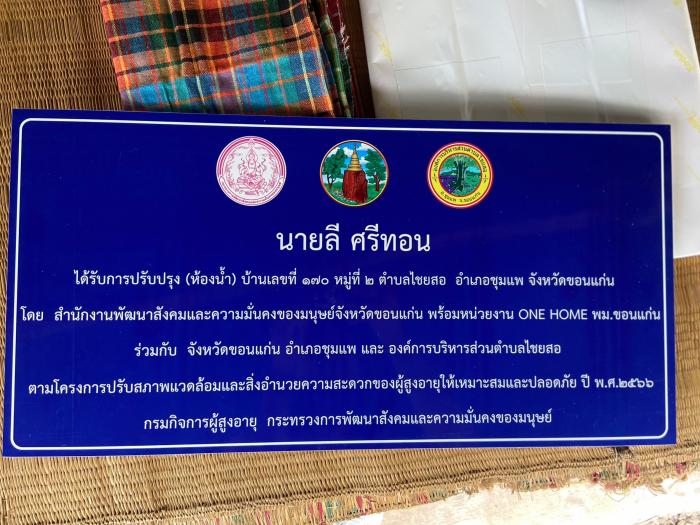 นายลี ศรีทอน
ได้รับการปรับปรุง (ห้องน้ำ) บ้านเลขที่ ๑๗๐ หมู่ที่ ๒ ตำบลไชยสอ อำเภอชุมแพ จังหวัดขอนแก่น
โดย สำนักงานพัฒนาสังคมและความมั่นคงของมนุษย์จังหวัดขอนแก่น พร้อมหน่วยงาน ONE HOME พม.ขอนแก่น
ร่วมกับ จังหวัดขอนแก่น อำเภอชุมแพ และ องค์การบริหารส่วนตำบลไชยสอ
ตามโครงการปรับสภาพแวดล้อมและสิ่งอำนวยความสะดวกของผู้สูงอายุให้เหมาะสมและปลอดภัย ปี พ.ศ.๒๕๖๖
กรมกิจการผู้สูงอายุ กระทรวงการพัฒนาสังคมและความมั่นคงของมนุษย์